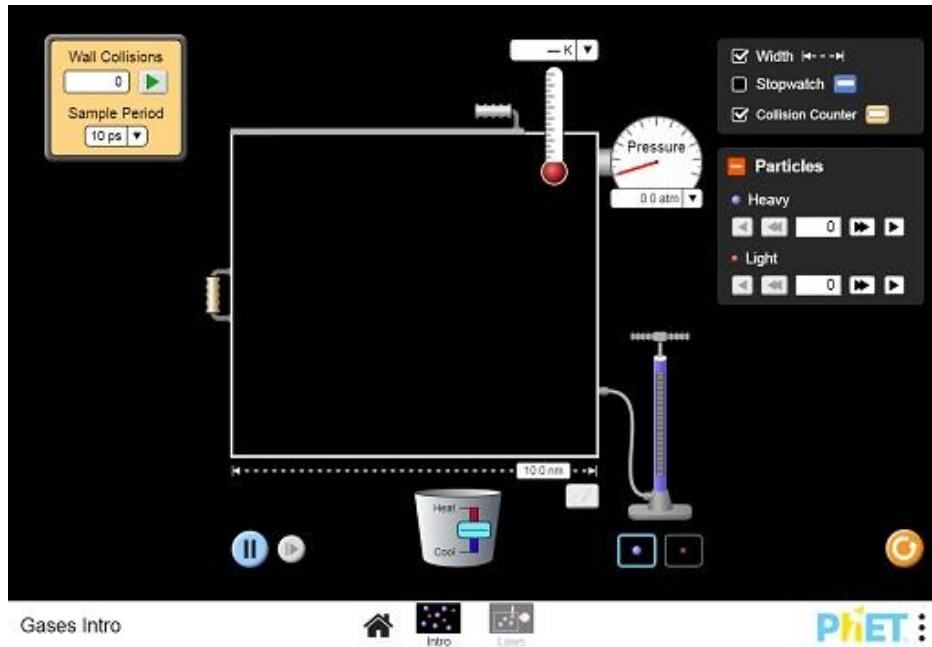 Wall Collisions
0
Sample Period
10 ps
— K
Pressure
0.0 atm
Width
Stopwatch
Collision Counter
Particles
Heavy
0
Light
0
10.0 nm
Heat
Cool
Gases Intro
Intro
Laws
PhET